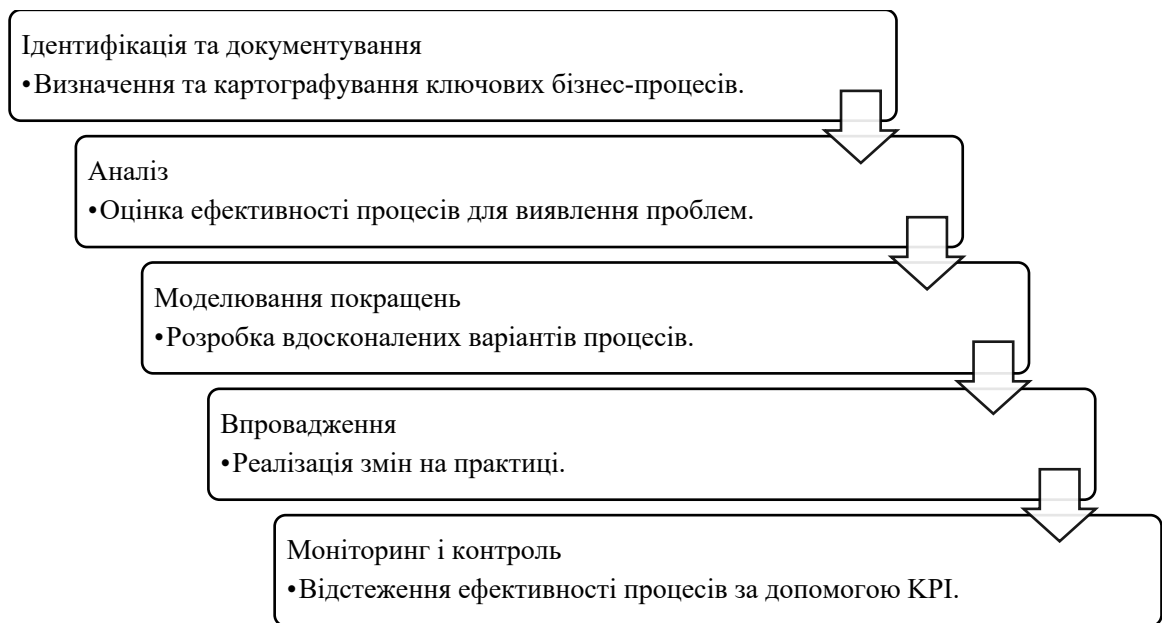 Ідентифікація та документування
•Визначення та картографування ключових бізнес-процесів.
Аналіз
•Оцінка ефективності процесів для виявлення проблем.
Моделювання покращень
•Розробка вдосконалених варіантів процесів.
Впровадження
•Реалізація змін на практиці.
Моніторинг і контроль
•Відстеження ефективності процесів за допомогою KPI.